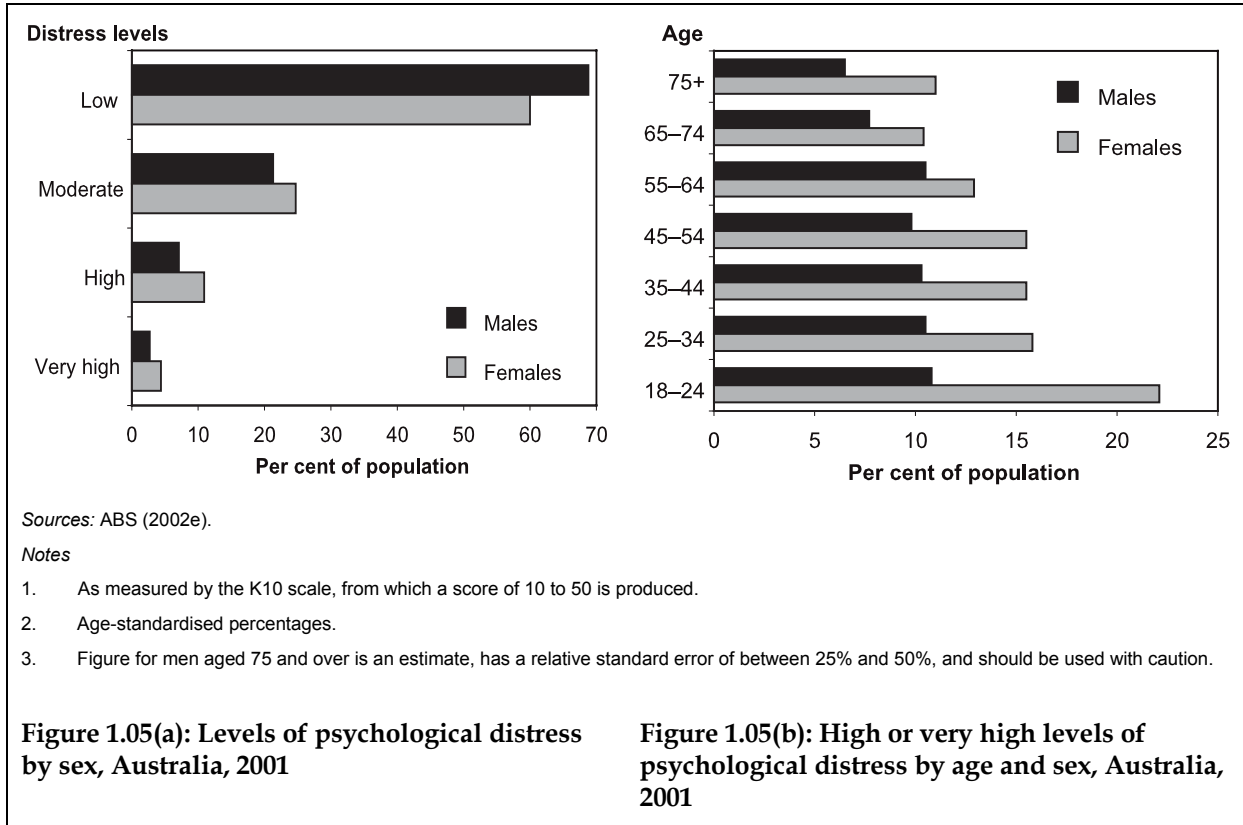 Distress levels
Low
Moderate
High
Very high
Males
Females
0 10 20 30 40 50 60 70
Per cent of population
Age
75+
65–74
55–64
45–54
35–44
25–34
18–24
Males
Females
0 5 10 15 20 25
Per cent of population
Sources: ABS (2002e).
Notes
1. As measured by the K10 scale, from which a score of 10 to 50 is produced.
2. Age-standardised percentages.
3. Figure for men aged 75 and over is an estimate, has a relative standard error of between 25% and 50%, and should be used with caution.
Figure 1.05(a): Levels of psychological distress
by sex, Australia, 2001
Figure 1.05(b): High or very high levels of
psychological distress by age and sex, Australia,
2001